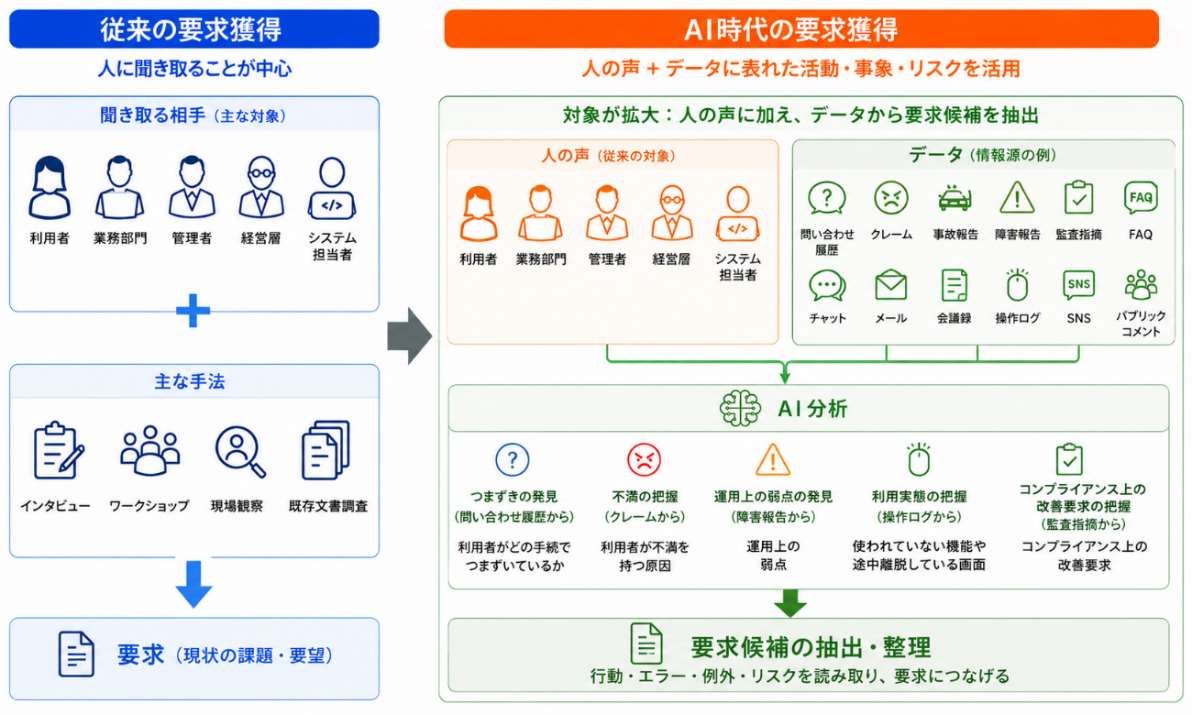 従来の要求獲得
人に聞き取ることが中心
聞き取る相手（主な対象）
利用者
業務部門
管理者
経営層
システム
担当者
</>
主な手法
インタビュー
ワークショップ
現場観察
既存文書調査
要求（現状の課題・要望）
AI時代の要求獲得
人の声 + データに表れた活動・事象・リスクを活用
対象が拡大：人の声に加え、データから要求候補を抽出
人の声（従来の対象）
利用者
業務部門
管理者
経営層
システム
担当者
</>
データ（情報源の例）
?
問い合わせ
履歴
クレーム
事故報告
障害報告
監査指摘
FAQ
FAQ
チャット
メール
会議録
操作ログ
SNS
SNS
パブリック
コメント
AI分析
?
つまずきの発見
（問い合わせ履歴から）
利用者がどの手続で
つまずいているか
不満の把握
（クレームから）
利用者が不満を
持つ原因
運用上の弱点の発見
（障害報告から）
運用上の
弱点
利用実態の把握
（操作ログから）
使われていない機能や
途中離脱している画面
コンプライアンス上の
改善要求の把握
（監査指摘から）
コンプライアンス上の
改善要求
要求候補の抽出・整理
行動・エラー・例外・リスクを読み取り、要求につなげる